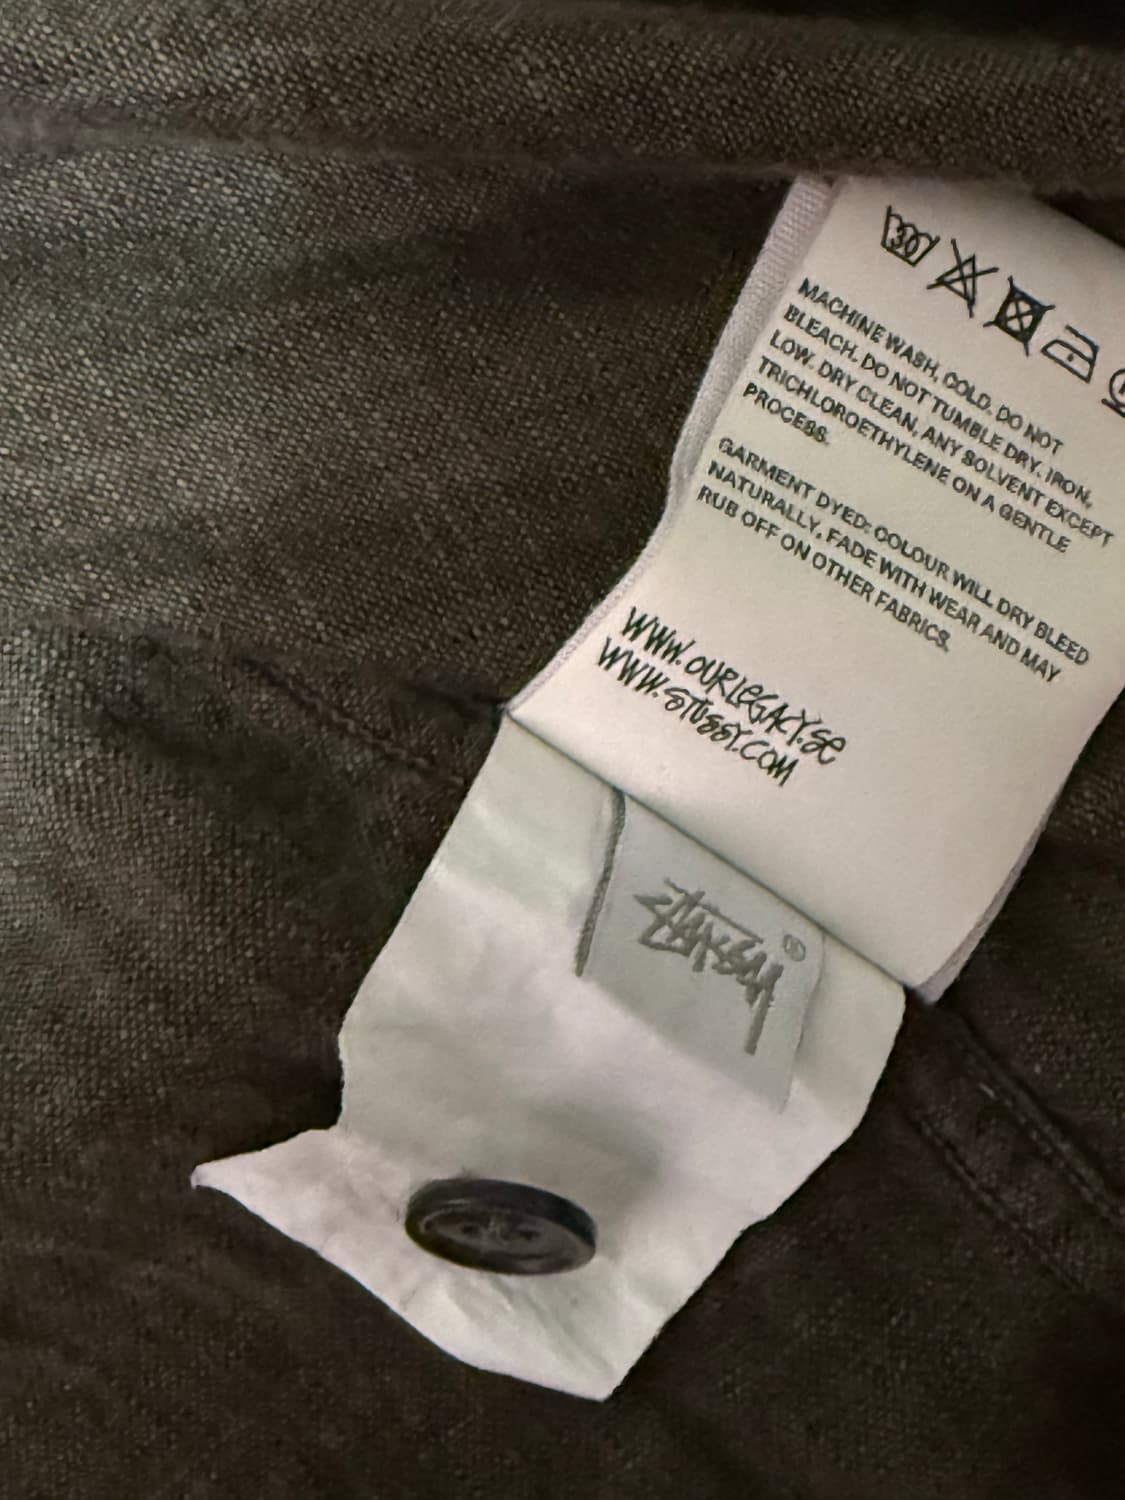 30
MACHINE WASH, COLD. DO NOT
BLEACH. DO NOT TUMBLE DRY. IRON,
LOW. DRY CLEAN, ANY SOLVENT EXCEPT
TRICHLOROETHYLENE ON A GENTLE
PROCESS.
GARMENT DYED: COLOUR WILL DRY BLEED
NATURALLY, FADE WITH WEAR AND MAY
RUB OFF ON OTHER FABRICS.
WWW.OURLEGACY.SE
WWW.STUSSY.COM
Stüssy ®